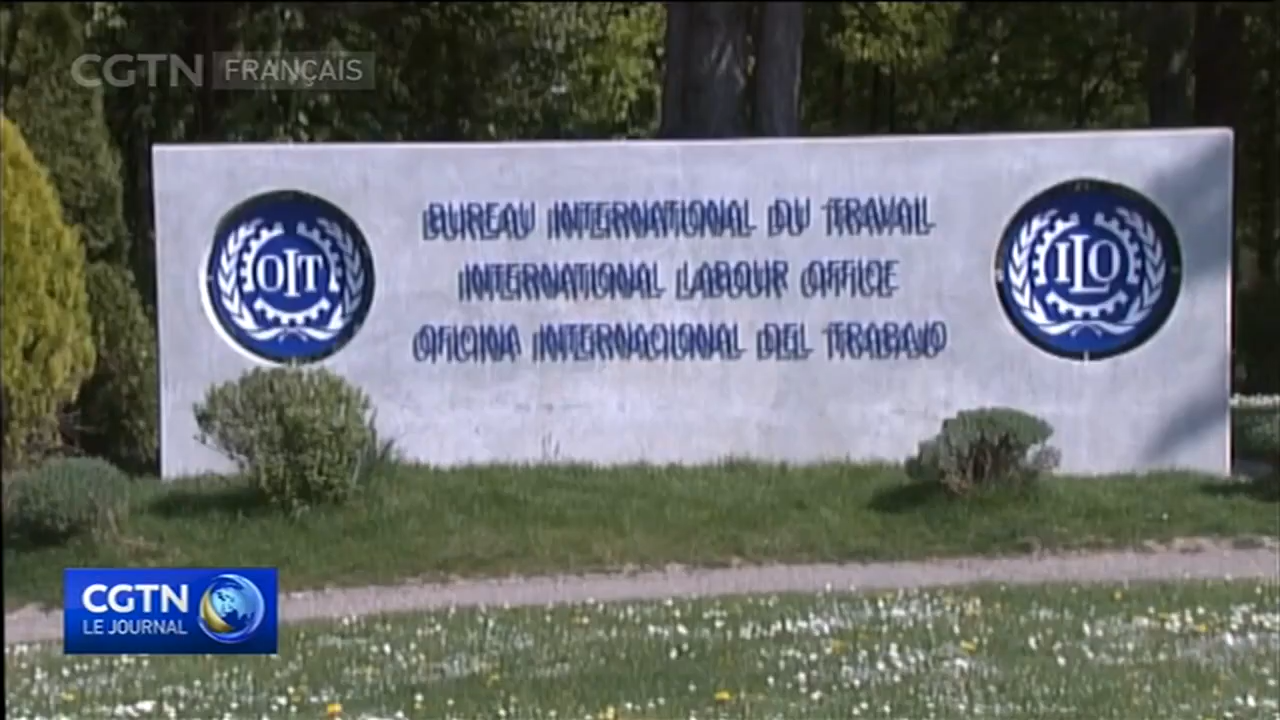 CGTN FRANÇAIS
BUREAU INTERNATIONAL DU TRAVAIL
INTERNATIONAL LABOUR OFFICE
OFICINA INTERNACIONAL DEL TRABAJO
OIT
ILO
CGTN
LE JOURNAL